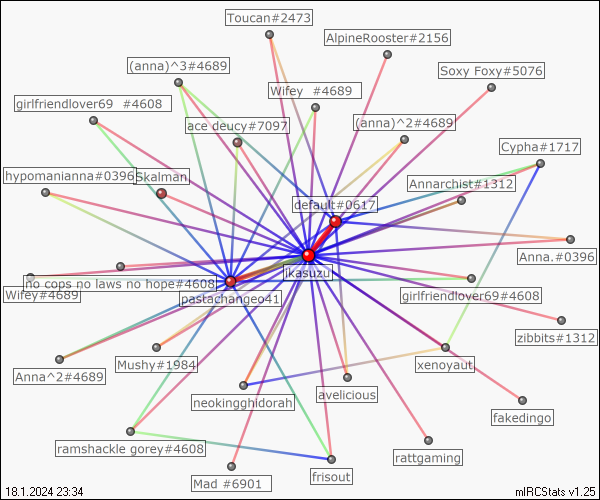 Toucan#2473
AlpineRooster#2156
(anna)^3#4689
Soxy Foxy#5076
Wifey #4689
girlfriendlover69 #4608
ace deucy#7097
(anna)^2#4689
Cypha#1717
hypomanianna#0396
Skalman
Annarchist#1312
default#0617
Anna.#0396
ikasuzu
no cops no laws no hope#4608
Wifey#4689
pastachangeo41
girlfriendlover69#4608
zibbits#1312
Mushy#1984
xenoyaut
Anna^2#4689
avelicious
neokingghidorah
fakedingo
ramshackle gorey#4608
rattgaming
frisout
Mad #6901
18.1.2024 23:34
mIRCStats v1.25